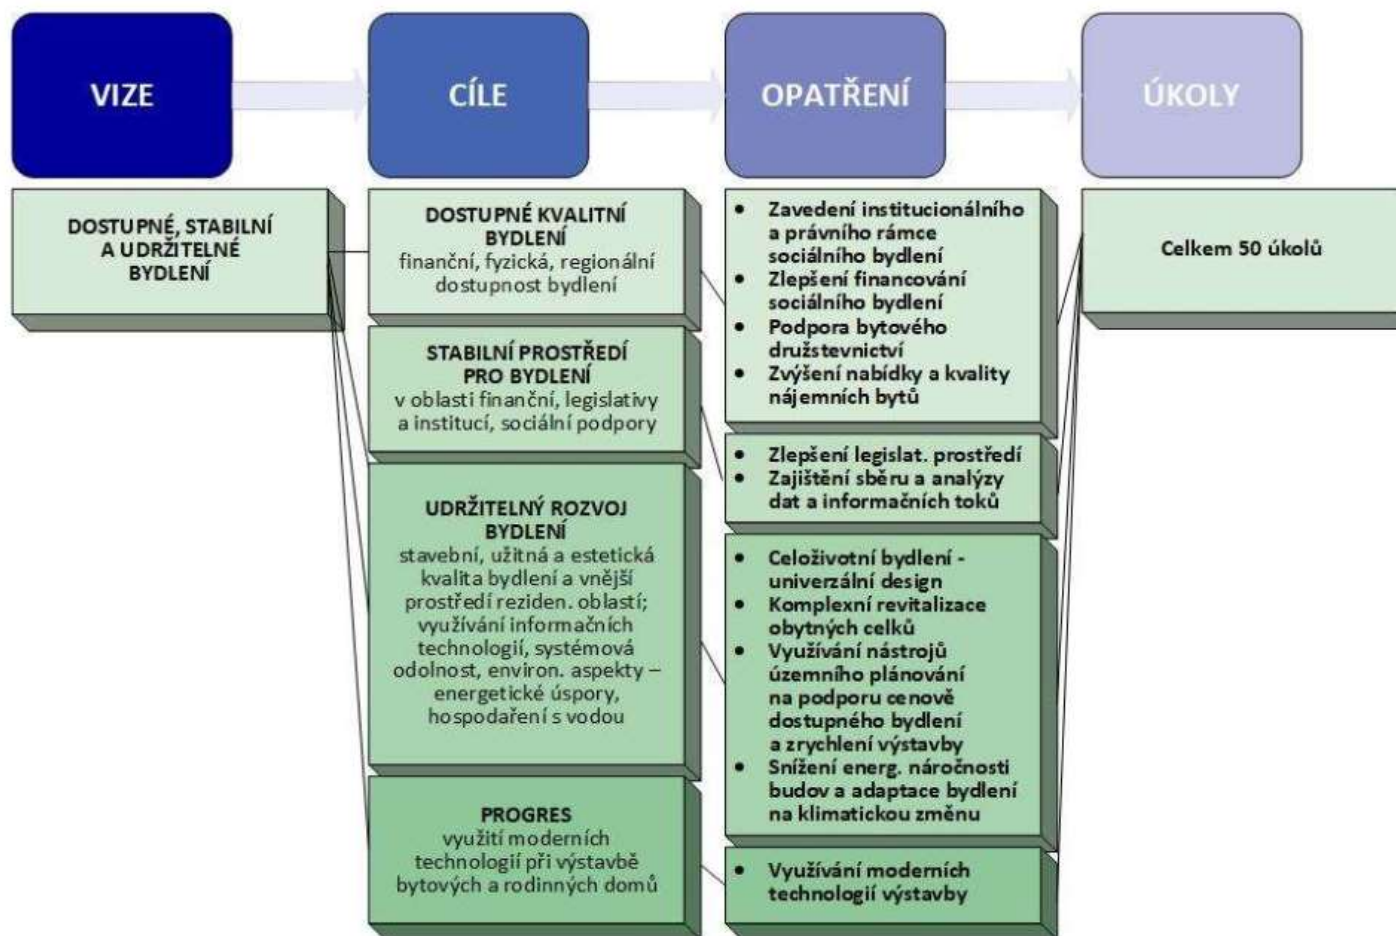 VIZE
CÍLE
OPATŘENÍ
ÚKOLY
DOSTUPNÉ, STABILNÍ
A UDRŽITELNÉ
BYDLENÍ
DOSTUPNÉ KVALITNÍ
BYDLENÍ
finanční, fyzická, regionální
dostupnost bydlení
STABILNÍ PROSTŘEDÍ
PRO BYDLENÍ
v oblasti finanční, legislativy
a institucí, sociální podpory
UDRŽITELNÝ ROZVOJ
BYDLENÍ
stavební, užitná a estetická
kvalita bydlení a vnější
prostředí reziden. oblastí;
využívání informačních
technologií, systémová
odolnost, environ. aspekty –
energetické úspory,
hospodaření s vodou
PROGRES
využití moderních
technologií při výstavbě
bytových a rodinných domů
• Zavedení institucionálního
a právního rámce
sociálního bydlení
• Zlepšení financování
sociálního bydlení
• Podpora bytového
družstevnictví
• Zvýšení nabídky a kvality
nájemních bytů
• Zlepšení legislat. prostředí
• Zajištění sběru a analýzy
dat a informačních toků
• Celoživotní bydlení -
univerzální design
• Komplexní revitalizace
obytných celků
• Využívání nástrojů
územního plánování
na podporu cenově
dostupného bydlení
a zrychlení výstavby
• Snížení energ. náročnosti
budov a adaptace bydlení
na klimatickou změnu
• Využívání moderních
technologií výstavby
Celkem 50 úkolů